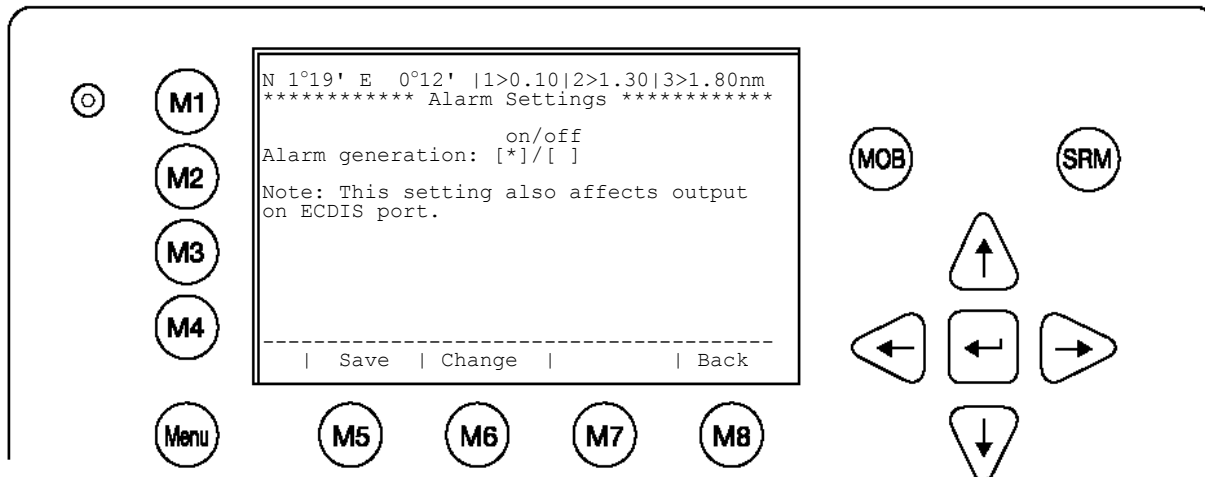 N 1°19' E  0°12' |1>0.10|2>1.30|3>1.80nm
************ Alarm Settings ************
on/off
Alarm generation: [*]/[ ]
Note: This setting also affects output
on ECDIS port.
----------------------------------------
| Save | Change | | Back
M1
M2
M3
M4
Menu
M5
M6
M7
M8
MOB
SRM